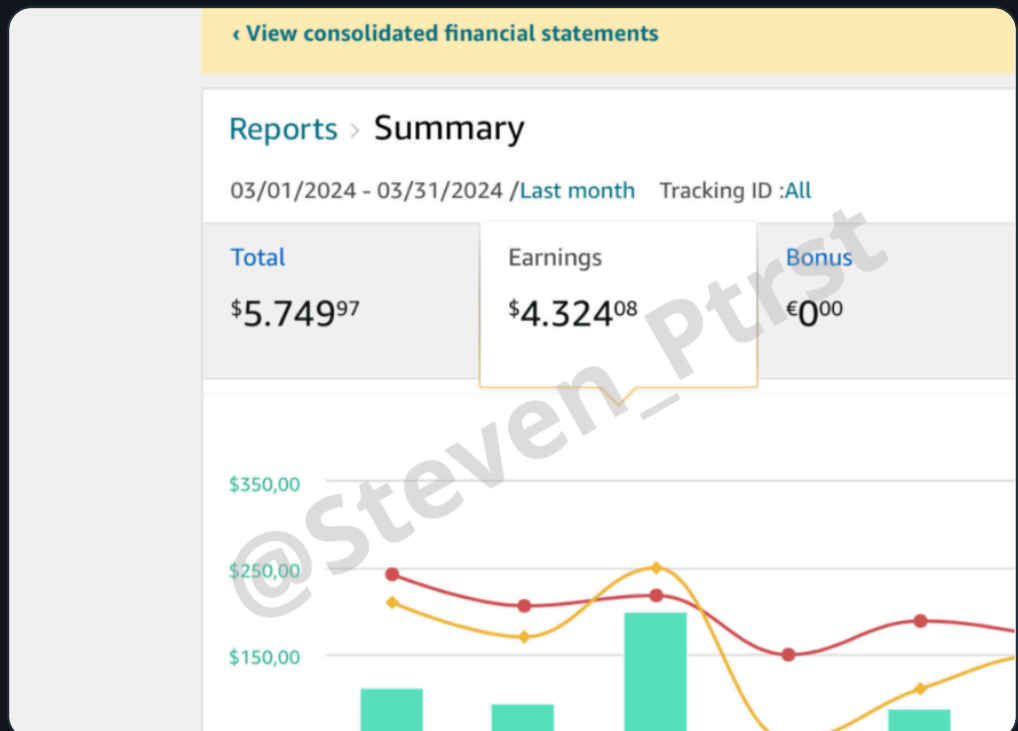 ‹ View consolidated financial statements
Reports › Summary
03/01/2024 - 03/31/2024 /Last month Tracking ID :All
Total Earnings Bonus
$5.74997 $4.32408 €000
@Steven_Ptrst
$350,00
$250,00
$150,00